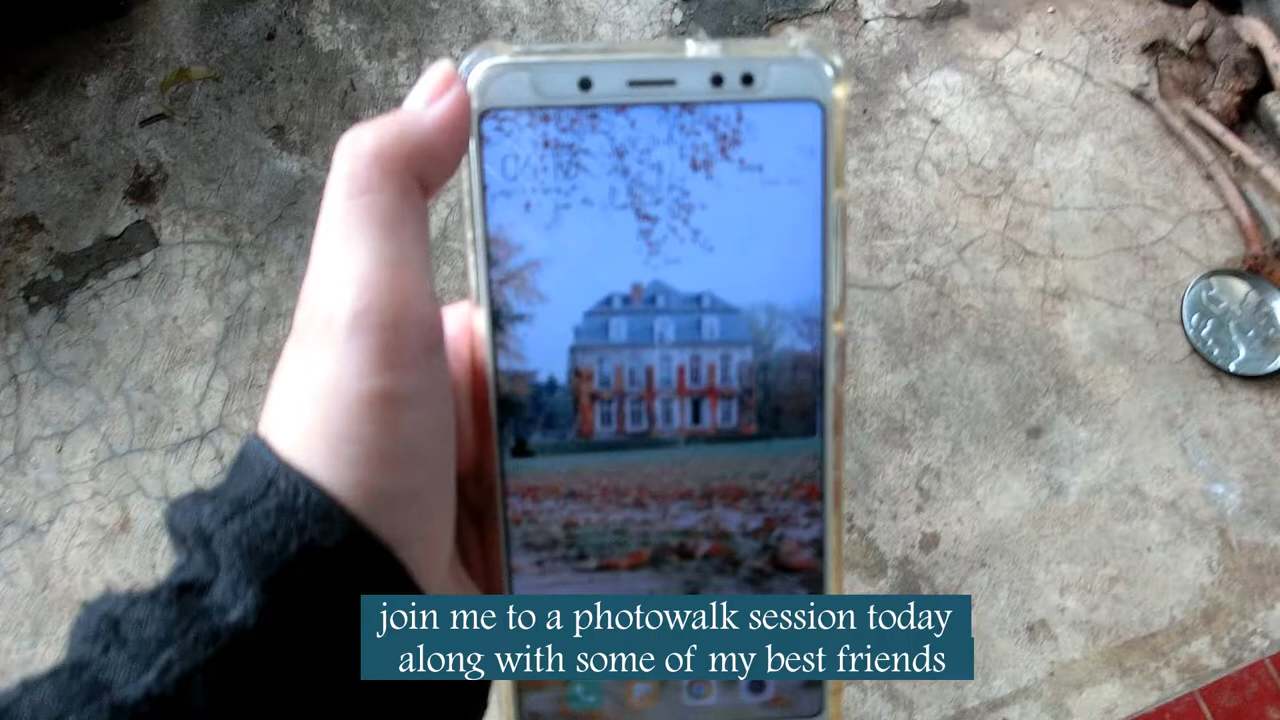 join me to a photowalk session today
along with some of my best friends